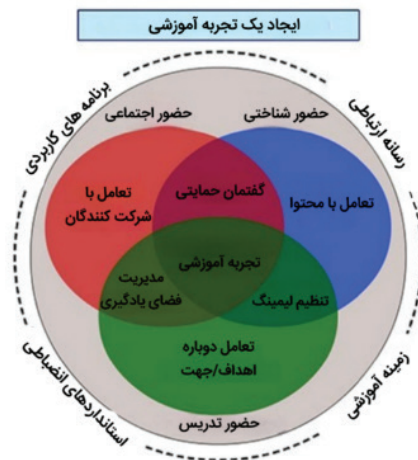 ایجاد یک تجربه آموزشی
برنامه های کاربردی
رسانه ارتباطی
حضور شناختی
حضور اجتماعی
گفتمان حمایتی
تعامل با محتوا
تعامل با
شرکت کنندگان
تجربه آموزشی
مدیریت
فضای یادگیری
تنظیم لیمینگ
تعامل دوباره
اهداف/جهت
حضور تدریس
زمینه آموزشی
استانداردهای انضباطی